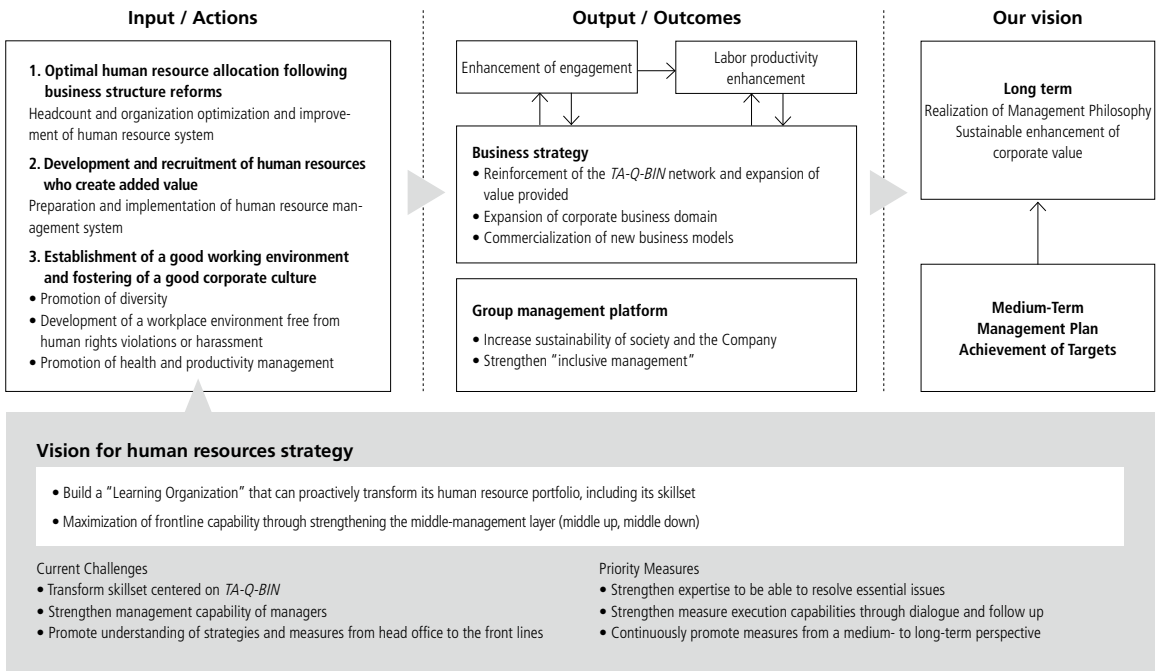 Input / Actions
1. Optimal human resource allocation following
business structure reforms
Headcount and organization optimization and improve-
ment of human resource system
2. Development and recruitment of human resources
who create added value
Preparation and implementation of human resource man-
agement system
3. Establishment of a good working environment
and fostering of a good corporate culture
• Promotion of diversity
• Development of a workplace environment free from
human rights violations or harassment
• Promotion of health and productivity management
Output / Outcomes
Enhancement of engagement
Labor productivity
enhancement
Business strategy
• Reinforcement of the TA-Q-BIN network and expansion of
value provided
• Expansion of corporate business domain
• Commercialization of new business models
Group management platform
• Increase sustainability of society and the Company
• Strengthen “inclusive management”
Our vision
Long term
Realization of Management Philosophy
Sustainable enhancement of
corporate value
Medium-Term
Management Plan
Achievement of Targets
Vision for human resources strategy
• Build a “Learning Organization” that can proactively transform its human resource portfolio, including its skillset
• Maximization of frontline capability through strengthening the middle-management layer (middle up, middle down)
Current Challenges
• Transform skillset centered on TA-Q-BIN
• Strengthen management capability of managers
• Promote understanding of strategies and measures from head office to the front lines
Priority Measures
• Strengthen expertise to be able to resolve essential issues
• Strengthen measure execution capabilities through dialogue and follow up
• Continuously promote measures from a medium- to long-term perspective